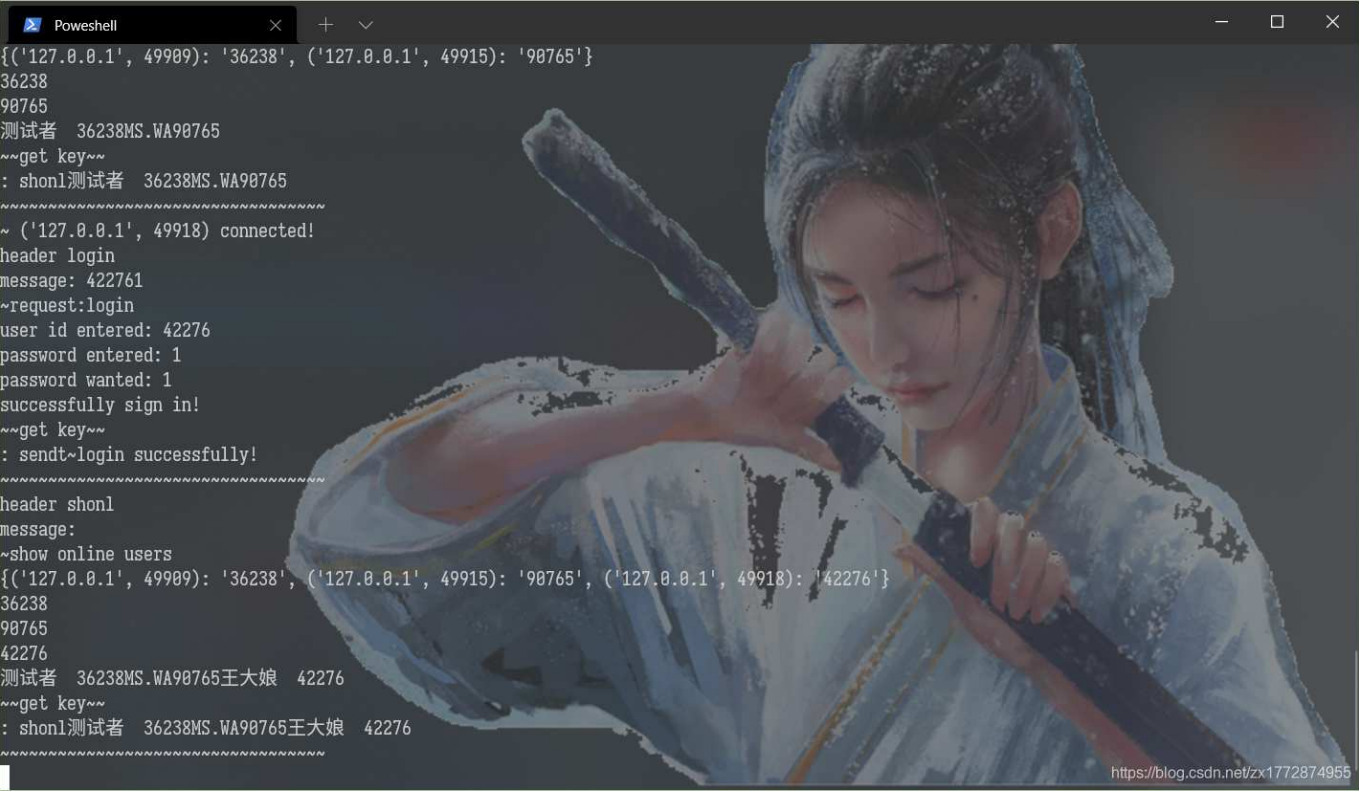 Poweshell
{('127.0.0.1', 49909): '36238', ('127.0.0.1', 49915): '90765'}
36238
90765
测试者  36238MS.WA90765
~~get key~~
: shonl测试者  36238MS.WA90765
~~~~~~~~~~~~~~~~~~~~~~~~~~~~~~~~~~
~ ('127.0.0.1', 49918) connected!
header login
message: 422761
~request:login
user id entered: 42276
password entered: 1
password wanted: 1
successfully sign in!
~~get key~~
: sendt~login successfully!
~~~~~~~~~~~~~~~~~~~~~~~~~~~~~~~~~~
header shonl
message:
~show online users
{('127.0.0.1', 49909): '36238', ('127.0.0.1', 49915): '90765', ('127.0.0.1', 49918): '42276'}
36238
90765
42276
测试者  36238MS.WA90765王大娘  42276
~~get key~~
: shonl测试者  36238MS.WA90765王大娘  42276
~~~~~~~~~~~~~~~~~~~~~~~~~~~~~~~~~~
https://blog.csdn.net/zx1772874955